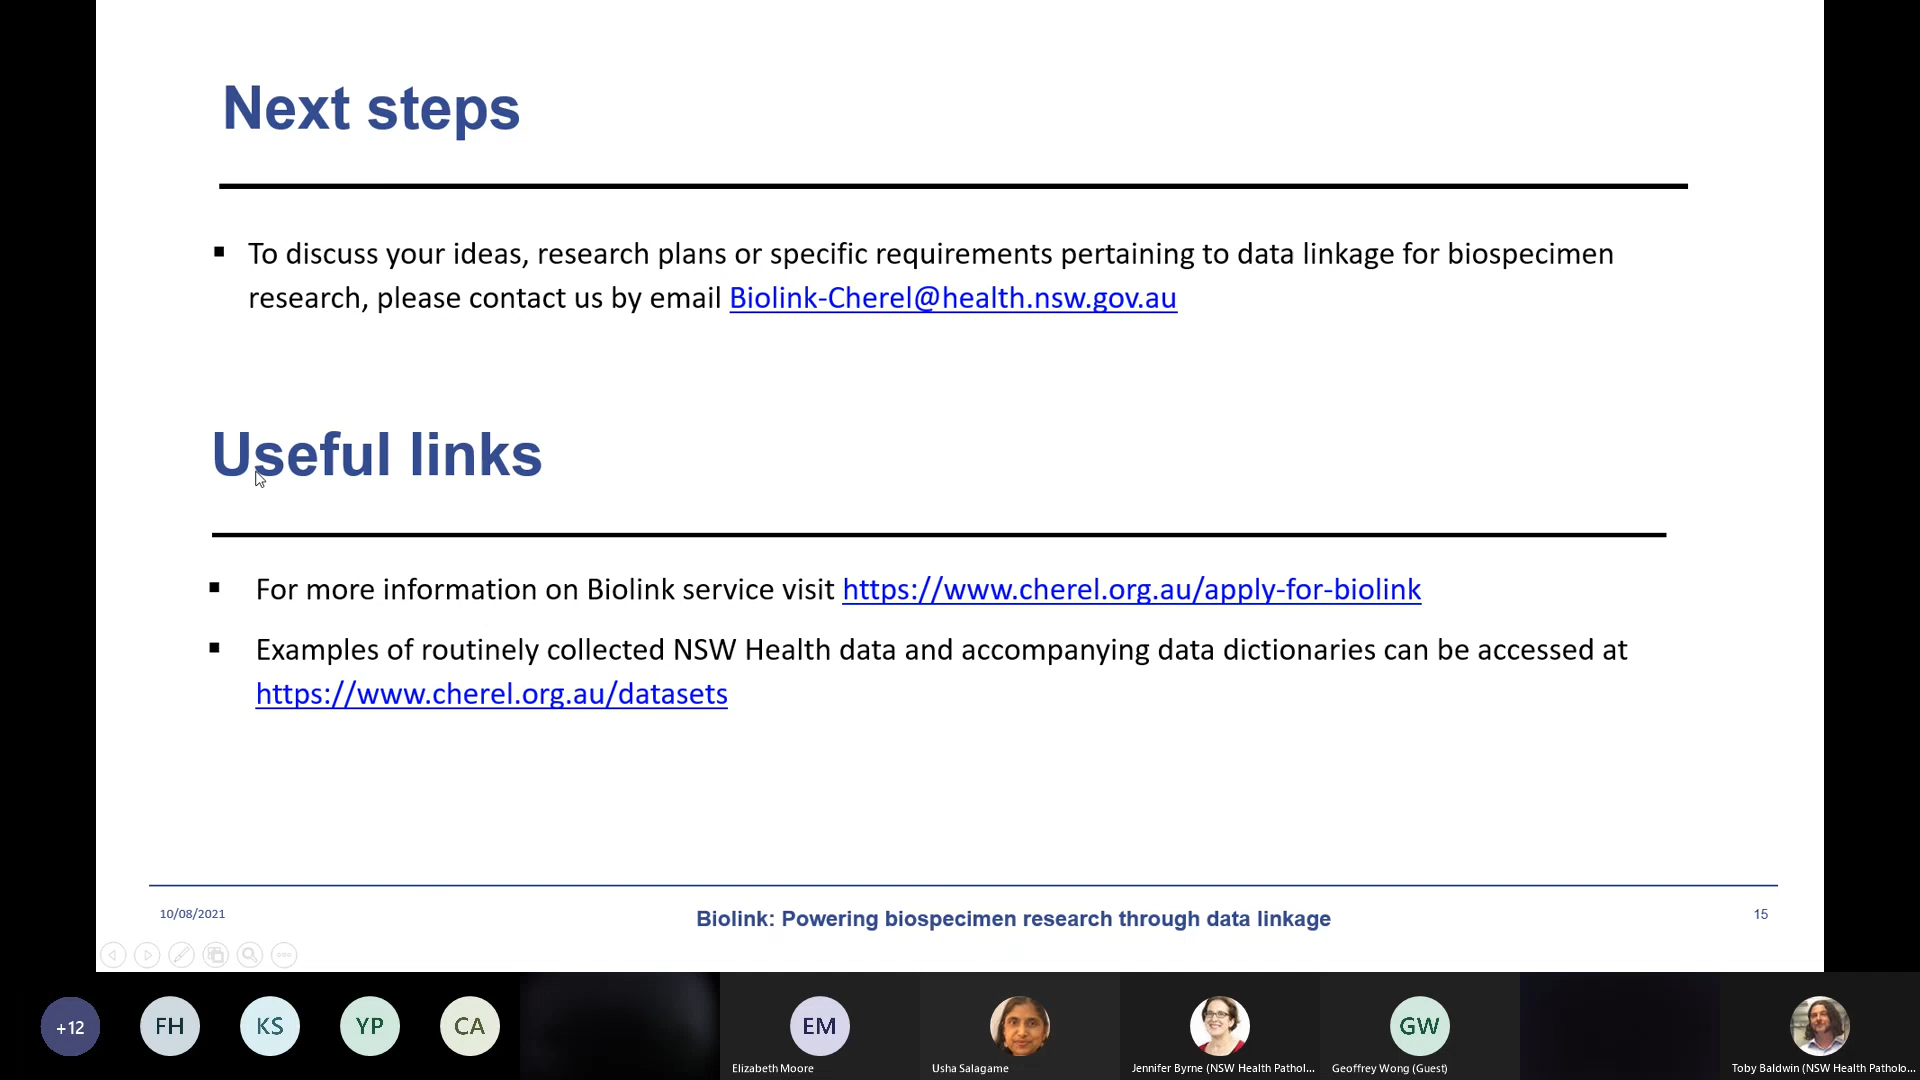 Next steps
▪ To discuss your ideas, research plans or specific requirements pertaining to data linkage for biospecimen
research, please contact us by email Biolink-Cherel@health.nsw.gov.au
Useful links
▪ For more information on Biolink service visit https://www.cherel.org.au/apply-for-biolink
▪ Examples of routinely collected NSW Health data and accompanying data dictionaries can be accessed at
https://www.cherel.org.au/datasets
10/08/2021
Biolink: Powering biospecimen research through data linkage
15
+12
FH
KS
YP
CA
EM
GW
Elizabeth Moore
Usha Salagame
Jennifer Byrne (NSW Health Pathol...
Geoffrey Wong (Guest)
Toby Baldwin (NSW Health Patholo...